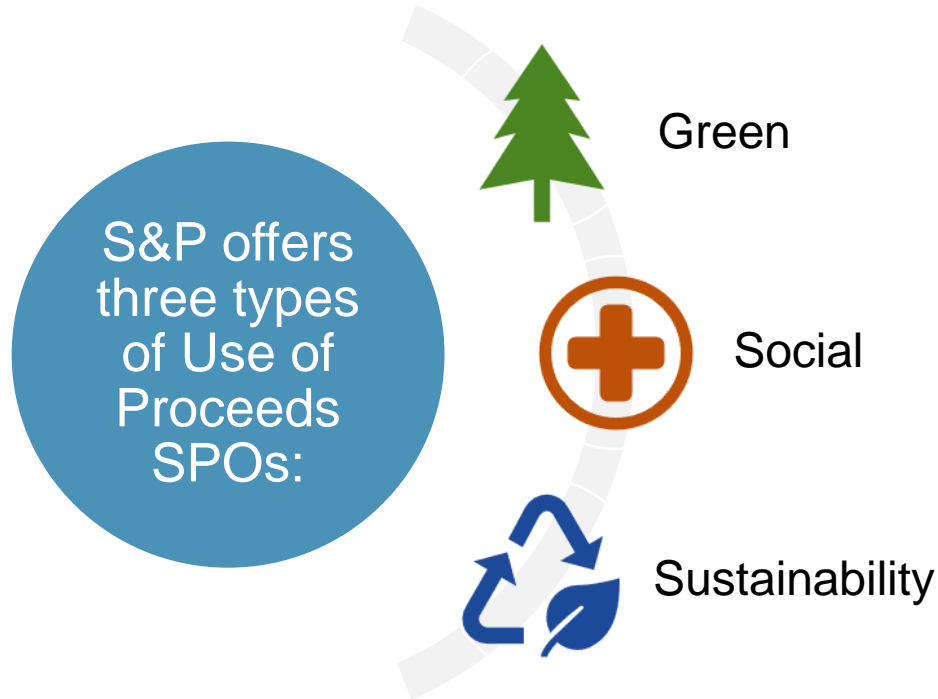 S&P offers
three types
of Use of
Proceeds
SPOs:
Green
Social
Sustainability